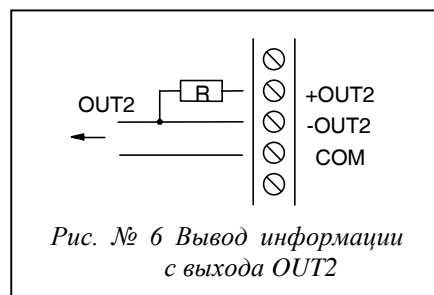 R
OUT2
+OUT2
-OUT2
COM
Рис. № 6 Вывод информации
с выхода OUT2